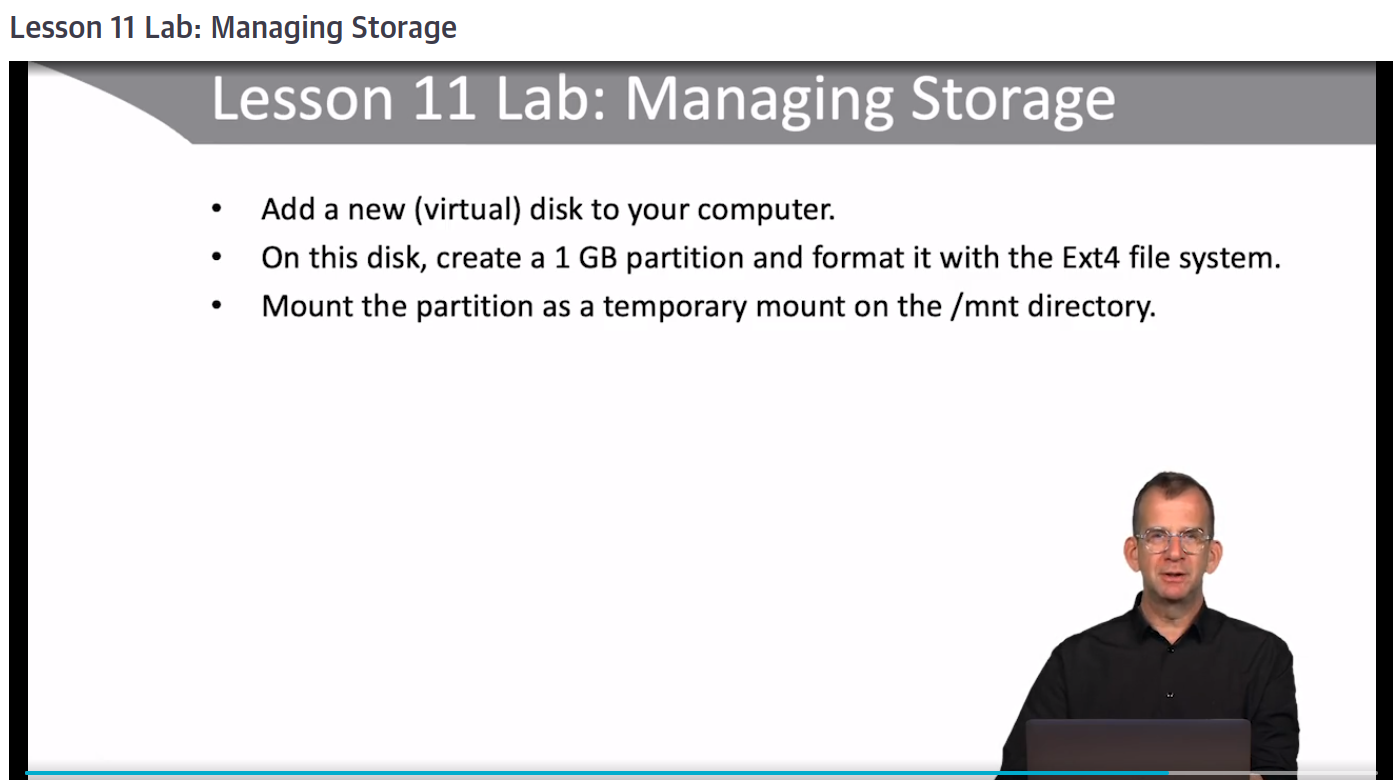 Lesson 11 Lab: Managing Storage
Lesson 11 Lab: Managing Storage
• Add a new (virtual) disk to your computer.
• On this disk, create a 1 GB partition and format it with the Ext4 file system.
• Mount the partition as a temporary mount on the /mnt directory.